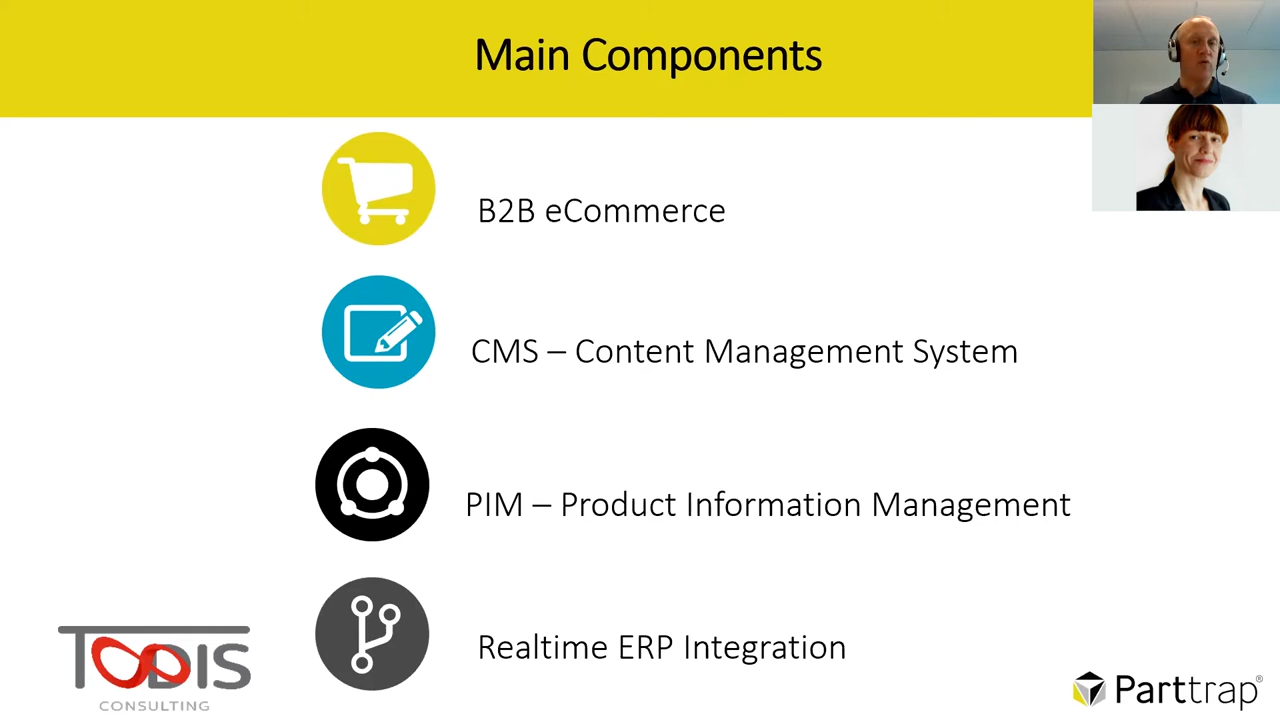 Main Components
B2B eCommerce
CMS – Content Management System
PIM – Product Information Management
Realtime ERP Integration
TODIS
CONSULTING
Parttrap®